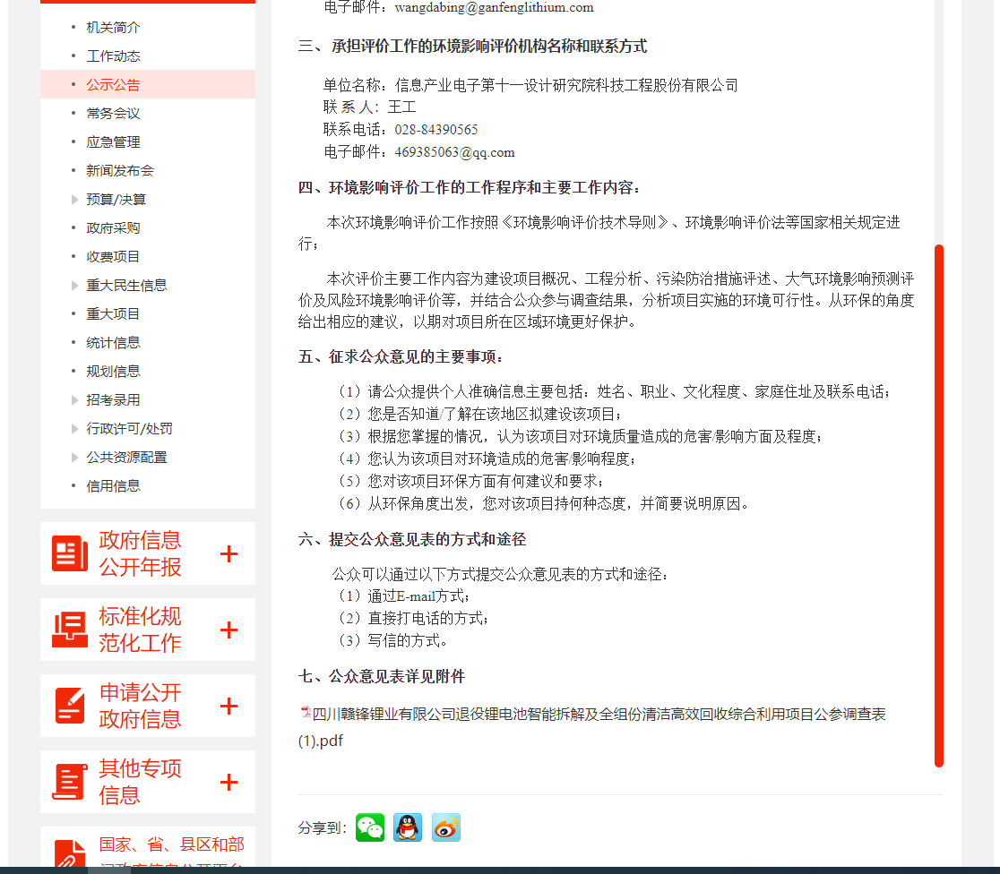 机关简介
工作动态
公示公告
常务会议
应急管理
新闻发布会
预算/决算
政府采购
收费项目
重大民生信息
重大项目
统计信息
规划信息
招考录用
行政许可/处罚
公共资源配置
信用信息
政府信息
公开年报
标准化规
范化工作
申请公开
政府信息
其他专项
信息
国家、省、县区和部
电子邮件：wangdabing@ganfenglithium.com
三、承担评价工作的环境影响评价机构名称和联系方式
单位名称：信息产业电子第十一设计研究院科技工程股份有限公司
联 系 人：王工
联系电话：028-84390565
电子邮件：469385063@qq.com
四、环境影响评价工作的工作程序和主要工作内容：
本次环境影响评价工作按照《环境影响评价技术导则》、环境影响评价法等国家相关规定进
行；
本次评价主要工作内容为建设项目概况、工程分析、污染防治措施评述、大气环境影响预测评
价及风险环境影响评价等，并结合公众参与调查结果，分析项目实施的环境可行性。从环保的角度
给出相应的建议，以期对项目所在区域环境更好保护。
五、征求公众意见的主要事项：
（1）请公众提供个人准确信息主要包括：姓名、职业、文化程度、家庭住址及联系电话；
（2）您是否知道/了解在该地区拟建设该项目；
（3）根据您掌握的情况，认为该项目对环境质量造成的危害/影响方面及程度；
（4）您认为该项目对环境造成的危害/影响程度；
（5）您对该项目环保方面有何建议和要求；
（6）从环保角度出发，您对该项目持何种态度，并简要说明原因。
六、提交公众意见表的方式和途径
公众可以通过以下方式提交公众意见表的方式和途径：
（1）通过E-mail方式；
（2）直接打电话的方式；
（3）写信的方式。
七、公众意见表详见附件
四川赣锋锂业有限公司退役锂电池智能拆解及全组份清洁高效回收综合利用项目公参调查表
(1).pdf
分享到：